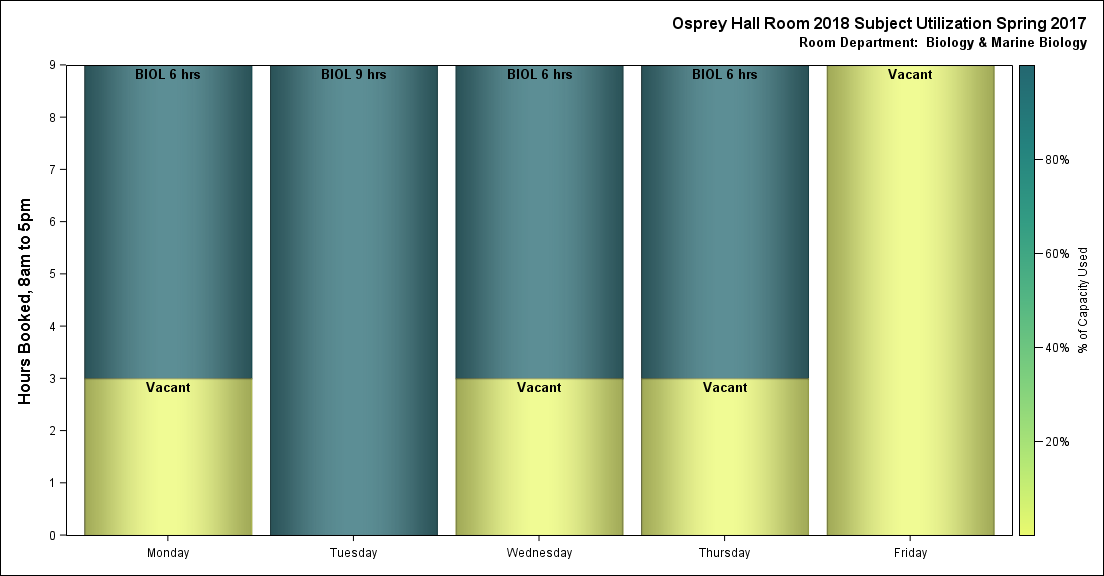 Osprey Hall Room 2018 Subject Utilization Spring 2017
Room Department:  Biology & Marine Biology
Hours Booked, 8am to 5pm
9
8
7
6
5
4
3
2
1
0
BIOL 6 hrs
BIOL 9 hrs
BIOL 6 hrs
BIOL 6 hrs
Vacant
Vacant
Vacant
Vacant
Monday
Tuesday
Wednesday
Thursday
Friday
80%
60%
40%
20%
% of Capacity Used